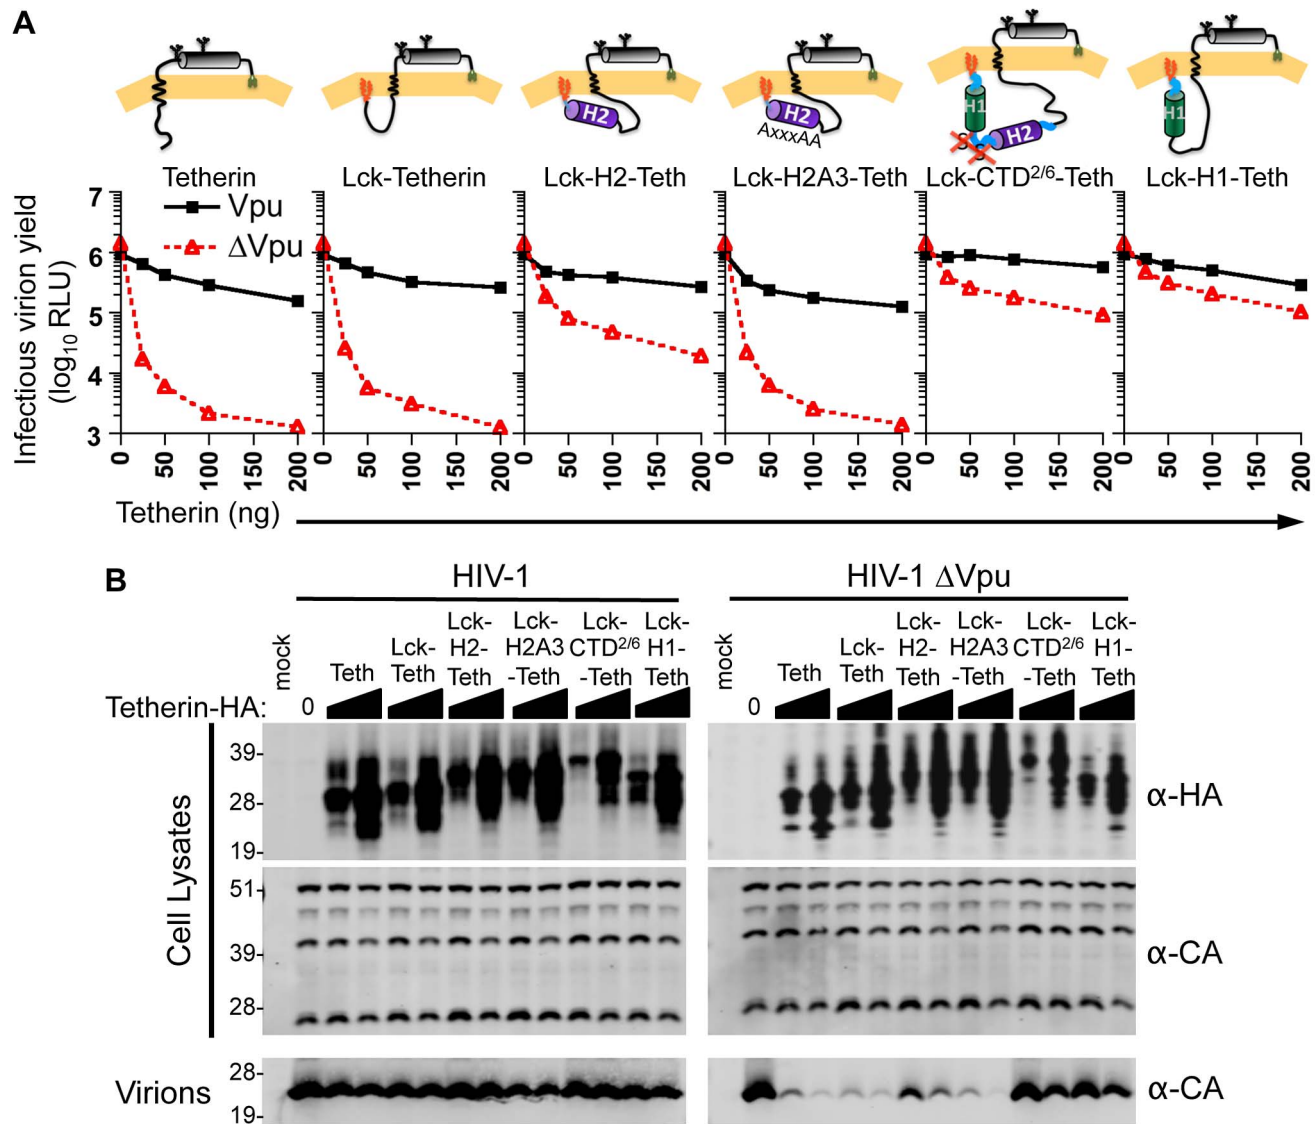 A
H2
H2
AxxxAA
H1
S
S
H2
H1
Tetherin
Lck-Tetherin
Lck-H2-Teth
Lck-H2A3-Teth
Lck-CTD2/6-Teth
Lck-H1-Teth
Vpu
ΔVpu
Infectious virion yield
(log10 RLU)
7
6
5
4
3
0 50 100 150 200
0 50 100 150 200
0 50 100 150 200
0 50 100 150 200
0 50 100 150 200
0 50 100 150 200
Tetherin (ng)
B
HIV-1
HIV-1 ΔVpu
mock
0
Teth
Lck-
Teth
Lck-
H2-
Teth
Lck-
H2A3
-Teth
Lck-
CTD2/6
-Teth
Lck-
H1-
Teth
mock
0
Teth
Lck-
Teth
Lck-
H2-
Teth
Lck-
H2A3
-Teth
Lck-
CTD2/6
-Teth
Lck-
H1-
Teth
Tetherin-HA:
Cell Lysates
39-
28-
19-
α-HA
51-
39-
28-
α-CA
Virions
28-
19-
α-CA